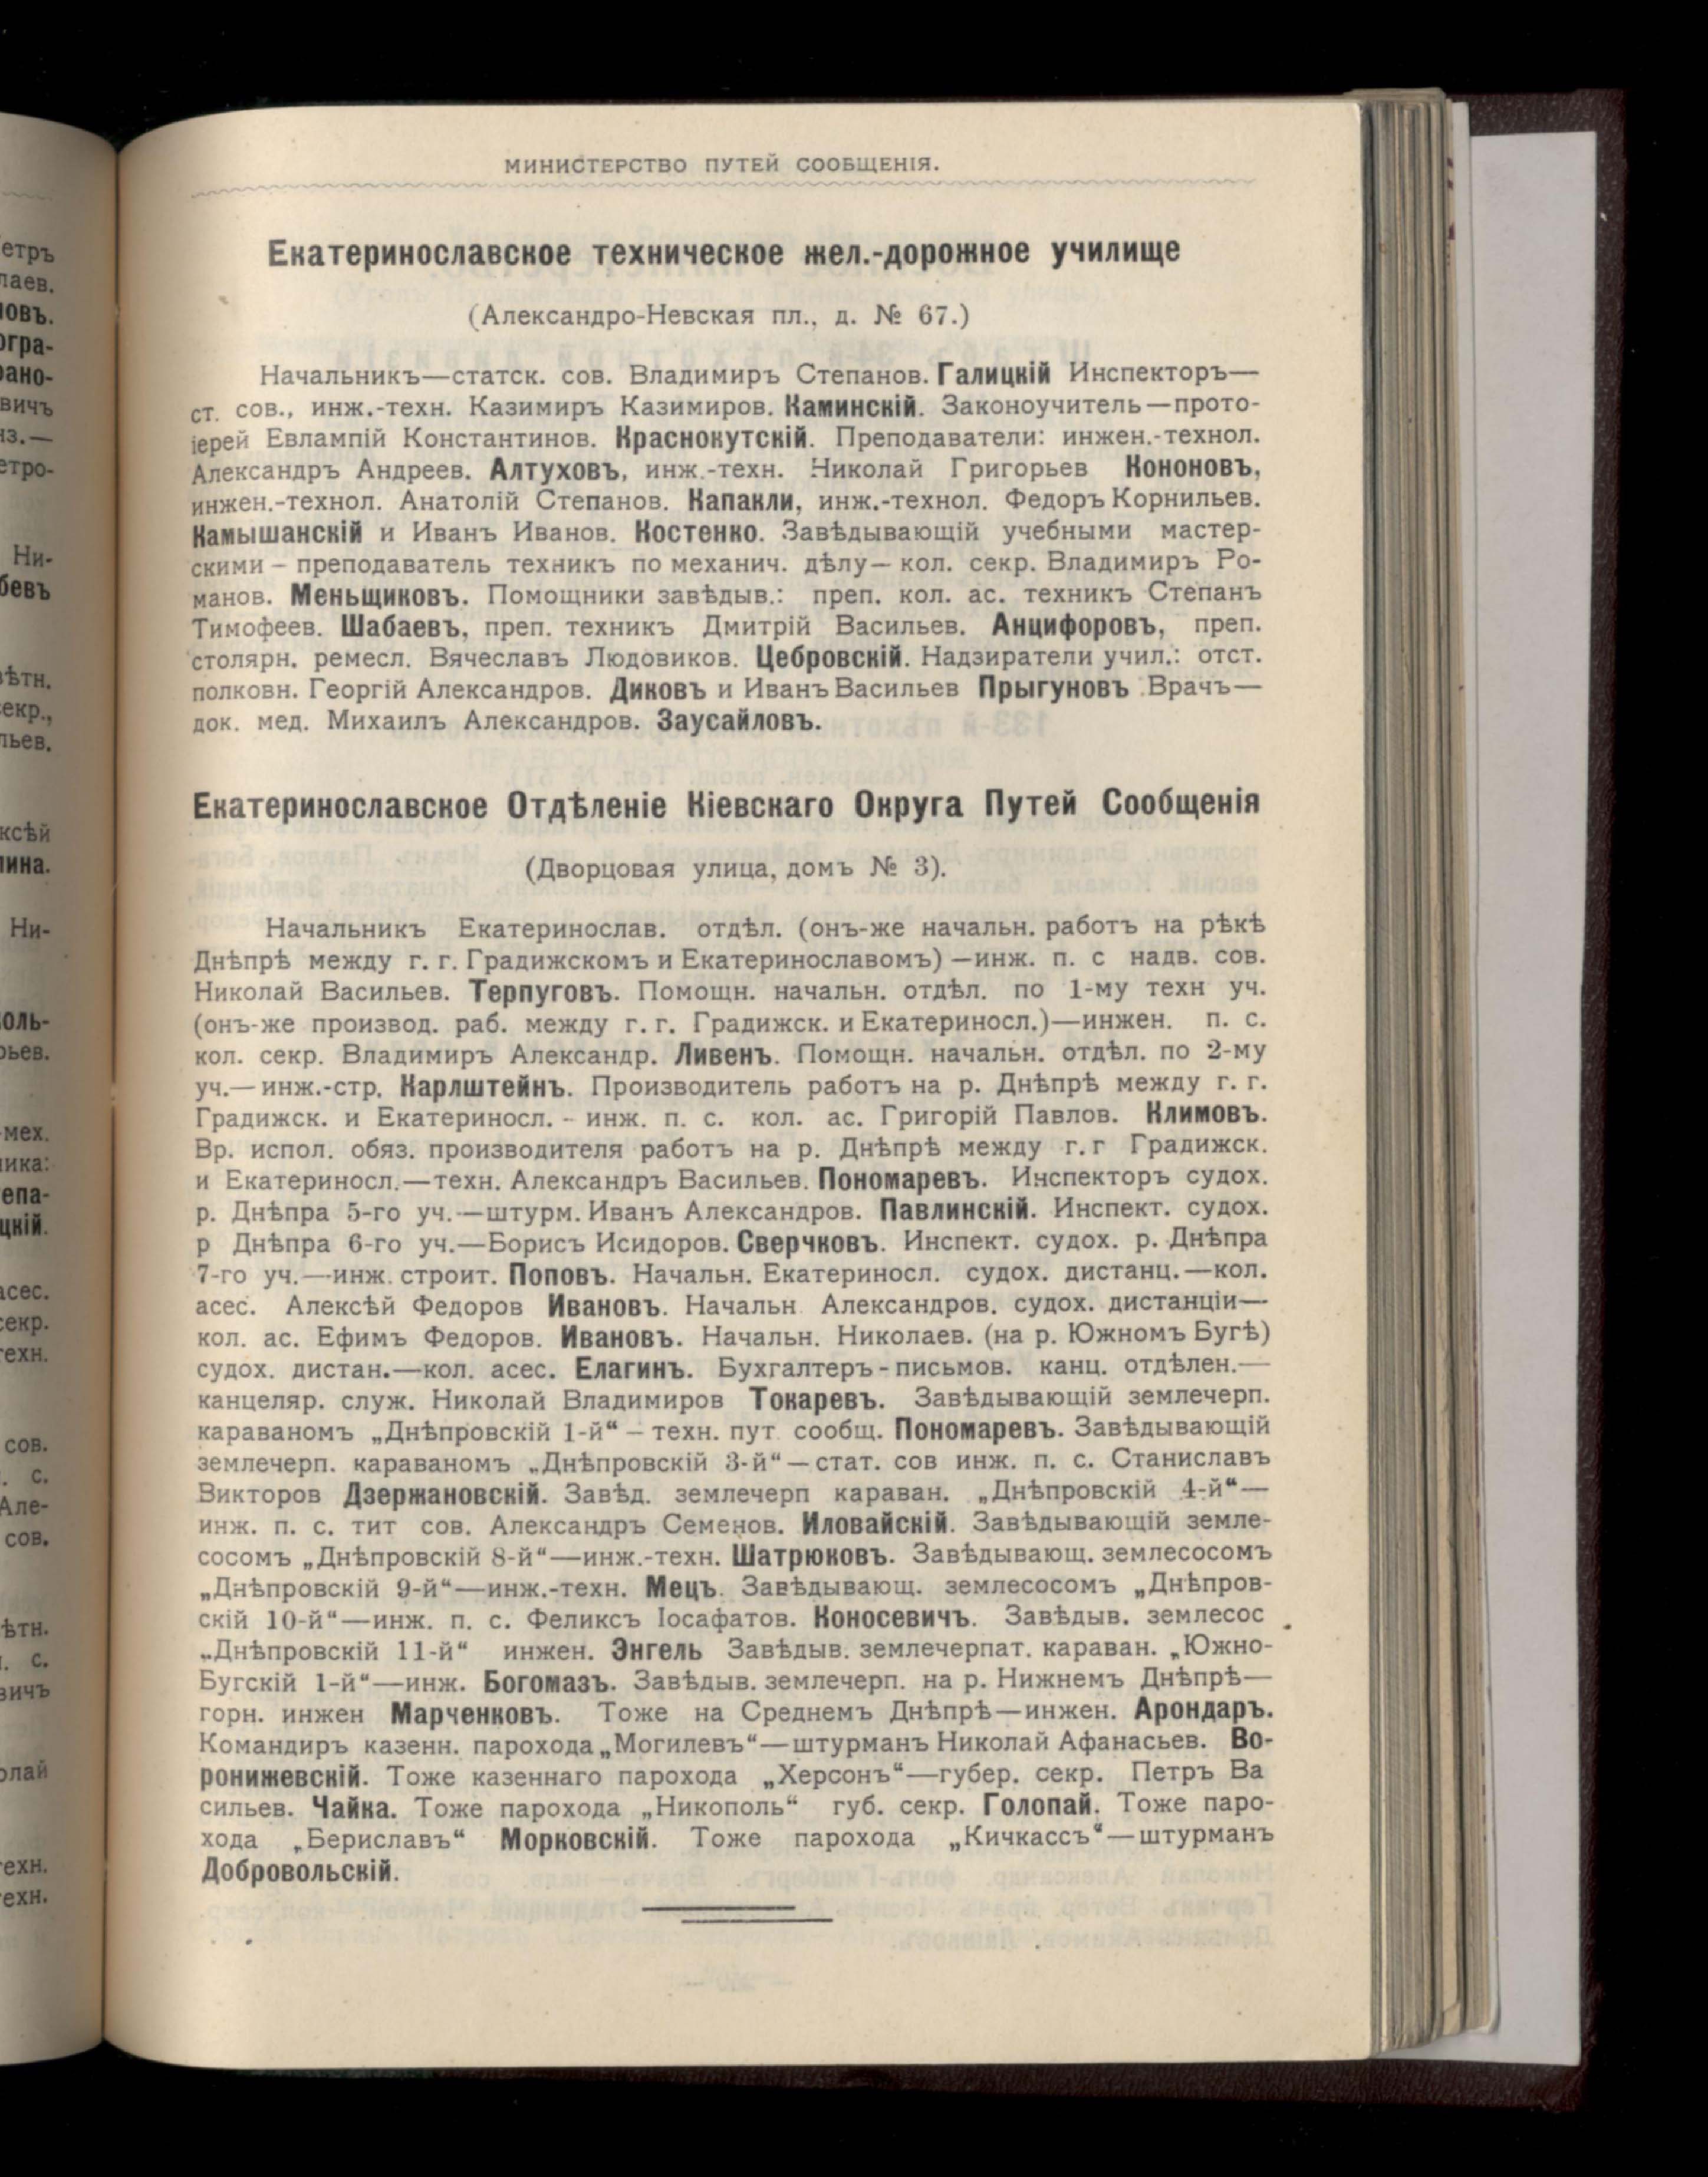 МИНИСТЕРСТВО ПУТЕЙ СООБЩЕНІЯ.
Екатеринославское техническое жел.-дорожное училище
(Александро-Невская пл., д. № 67.)
Начальникъ—статск. сов. Владимиръ Степанов. Галицкій Инспекторъ—
ст. сов., инж.-техн. Казимиръ Казимиров. Каминскій. Законоучитель—прото-
іерей Евлампій Константинов. Краснокутскій. Преподаватели: инжен.-технол.
Александръ Андреев. Алтуховъ, инж.-техн. Николай Григорьев Кононовъ,
инжен.-технол. Анатолій Степанов. Капакли, инж.-технол. Федоръ Корнильев.
Камышанскій и Иванъ Иванов. Костенко. Завѣдывающій учебными мастер-
скими – преподаватель техникъ по механич. дѣлу— кол. секр. Владимиръ Ро-
манов. Меньщиковъ. Помощники завѣдыв.: преп. кол. ас. техникъ Степанъ
Тимофеев. Шабаевъ, преп. техникъ Дмитрій Васильев. Анцифоровъ, преп.
столярн. ремесл. Вячеславъ Людовиков. Цебровскій. Надзиратели учил.: отст.
полковн. Георгій Александров. Диковъ и Иванъ Васильев Прыгуновъ Врачъ—
док. мед. Михаилъ Александров. Заусайловъ.
Екатеринославское Отдѣленіе Кіевскаго Округа Путей Сообщенія
(Дворцовая улица, домъ № 3).
Начальникъ Екатеринослав. отдѣл. (онъ-же начальн. работъ на рѣкѣ
Днѣпрѣ между г. г. Градижскомъ и Екатеринославомъ) —инж. п. с надв. сов.
Николай Васильев. Терпуговъ. Помощн. начальн. отдѣл. по 1-му техн уч.
(онъ-же производ. раб. между г. г. Градижск. и Екатериносл.)—инжен. п. с.
кол. секр. Владимиръ Александр. Ливенъ. Помощн. начальн. отдѣл. по 2-му
уч.—инж.-стр. Карлштейнъ. Производитель работъ на р. Днѣпрѣ между г. г.
Градижск. и Екатериносл. - инж. п. с. кол. ас. Григорій Павлов. Климовъ.
Вр. испол. обяз. производителя работъ на р. Днѣпрѣ между г. г Градижск.
и Екатериносл.—техн. Александръ Васильев. Пономаревъ. Инспекторъ судох.
р. Днѣпра 5-го уч.—штурм. Иванъ Александров. Павлинскій. Инспект. судох.
р Днѣпра 6-го уч.—Борисъ Исидоров. Сверчковъ. Инспект. судох. р. Днѣпра
7-го уч.—инж. строит. Поповъ. Начальн. Екатериносл. судох. дистанц.—кол.
асес. Алексѣй Федоров Ивановъ. Начальн Александров. судох. дистанціи—
кол. ас. Ефимъ Федоров. Ивановъ. Начальн. Николаев. (на р. Южномъ Бугѣ)
судох. дистан.—кол. асес. Елагинъ. Бухгалтеръ-письмов. канц. отдѣлен.—
канцеляр. служ. Николай Владимиров Токаревъ. Завѣдывающій землечерп.
караваномъ „Днѣпровскій 1-й“ – техн. пут сообщ. Пономаревъ. Завѣдывающій
землечерп. караваномъ „Днѣпровскій 3-й“—стат. сов инж. п. с. Станиславъ
Викторов Дзержановскій. Завѣд. землечерп караван. „Днѣпровскій 4-й“—
инж. п. с. тит сов. Александръ Семенов. Иловайскій. Завѣдывающій земле-
сосомъ „Днѣпровскій 8-й“—инж.-техн. Шатрюковъ. Завѣдывающ. землесосомъ
„Днѣпровскій 9-й“—инж.-техн. Мецъ. Завѣдывающ. землесосомъ „Днѣпров-
скій 10-й“—инж. п. с. Феликсъ Іосафатов. Коносевичъ. Завѣдыв. землесос
„Днѣпровскій 11-й“ инжен. Энгель Завѣдыв. землечерпат. караван. „Южно-
Бугскій 1-й“—инж. Богомазъ. Завѣдыв. землечерп. на р. Нижнемъ Днѣпрѣ—
горн. инжен Марченковъ. Тоже на Среднемъ Днѣпрѣ—инжен. Арондаръ.
Командиръ казенн. парохода „Могилевъ“—штурманъ Николай Афанасьев. Во-
ронижевскій. Тоже казеннаго парохода „Херсонъ“—губер. секр. Петръ Ва
сильев. Чайка. Тоже парохода „Никополь“ губ. секр. Голопай. Тоже паро-
хода „Бериславъ“ Морковскій. Тоже парохода „Кичкассъ“—штурманъ
Добровольскій.